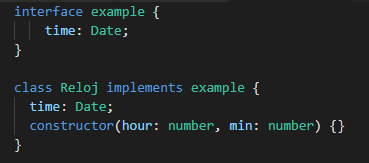 interface example {
    time: Date;
}

class Reloj implements example {
  time: Date;
  constructor(hour: number, min: number) {}
}